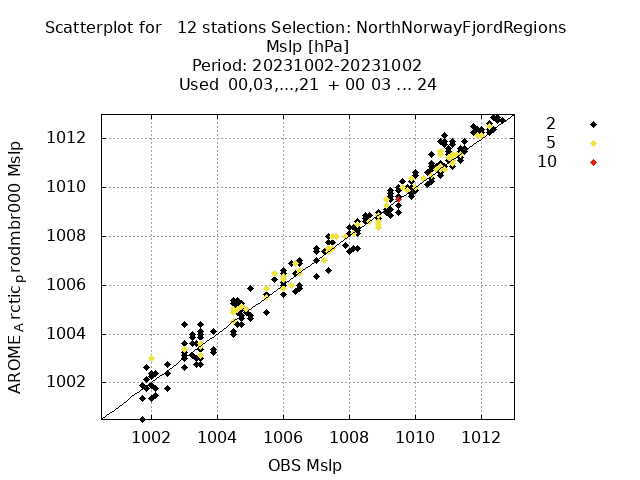 Scatterplot for 12 stations Selection: NorthNorwayFjordRegions
Mslp [hPa]
Period: 20231002-20231002
Used 00,03,...,21 + 00 03 ... 24
2
5
10
AROME_Arctic_prodmbr000 Mslp
1012
1010
1008
1006
1004
1002
1002 1004 1006 1008 1010 1012
OBS Mslp